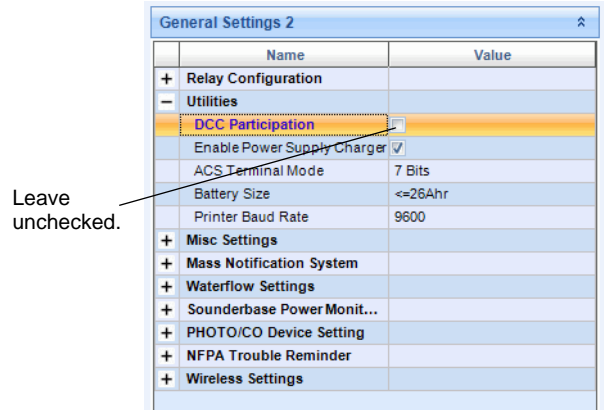 General Settings 2
Name Value
+ Relay Configuration
− Utilities
DCC Participation
Enable Power Supply Charger
ACS Terminal Mode 7 Bits
Battery Size <=26Ahr
Printer Baud Rate 9600
+ Misc Settings
+ Mass Notification System
+ Waterflow Settings
+ Sounderbase Power Monit...
+ PHOTO/CO Device Setting
+ NFPA Trouble Reminder
+ Wireless Settings
Leave
unchecked.